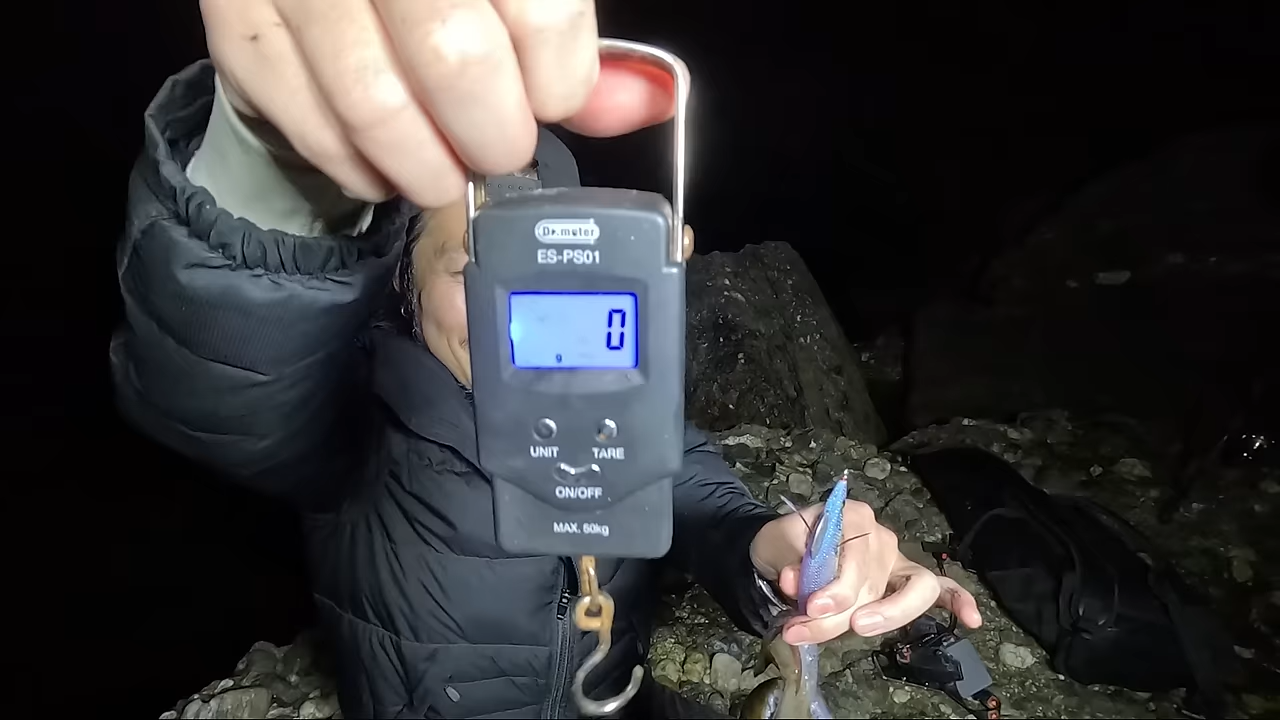 Dr.meter
ES-PS01
0
g
UNIT TARE
ON/OFF
MAX. 50kg